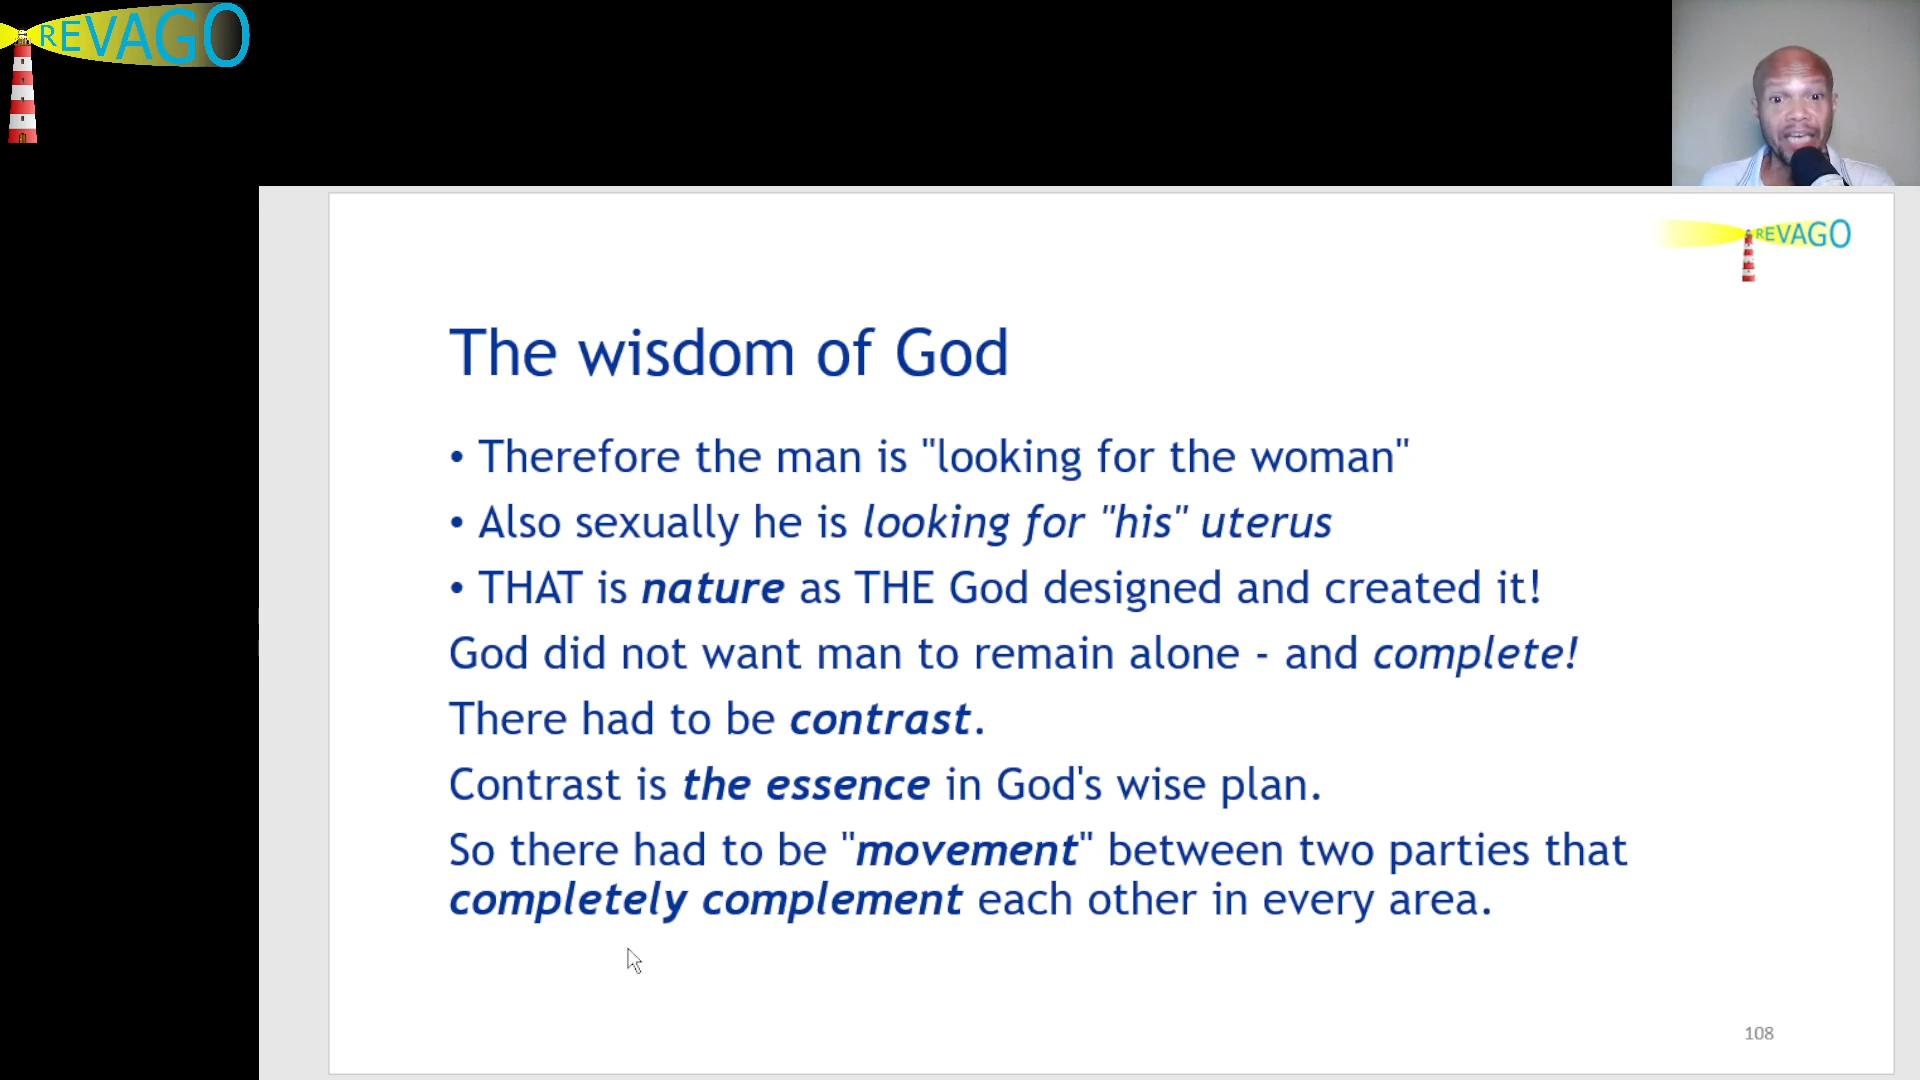 REVAGO
REVAGO
The wisdom of God
• Therefore the man is "looking for the woman"
• Also sexually he is looking for "his" uterus
• THAT is nature as THE God designed and created it!
God did not want man to remain alone - and complete!
There had to be contrast.
Contrast is the essence in God's wise plan.
So there had to be "movement" between two parties that
completely complement each other in every area.
108